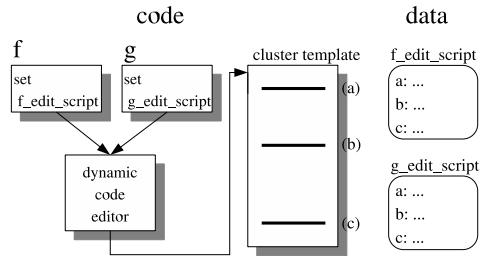 code
data
f
g
set
f_edit_script
set
g_edit_script
dynamic
code
editor
cluster template
(a)
(b)
(c)
f_edit_script
a: ...
b: ...
c: ...
g_edit_script
a: ...
b: ...
c: ...